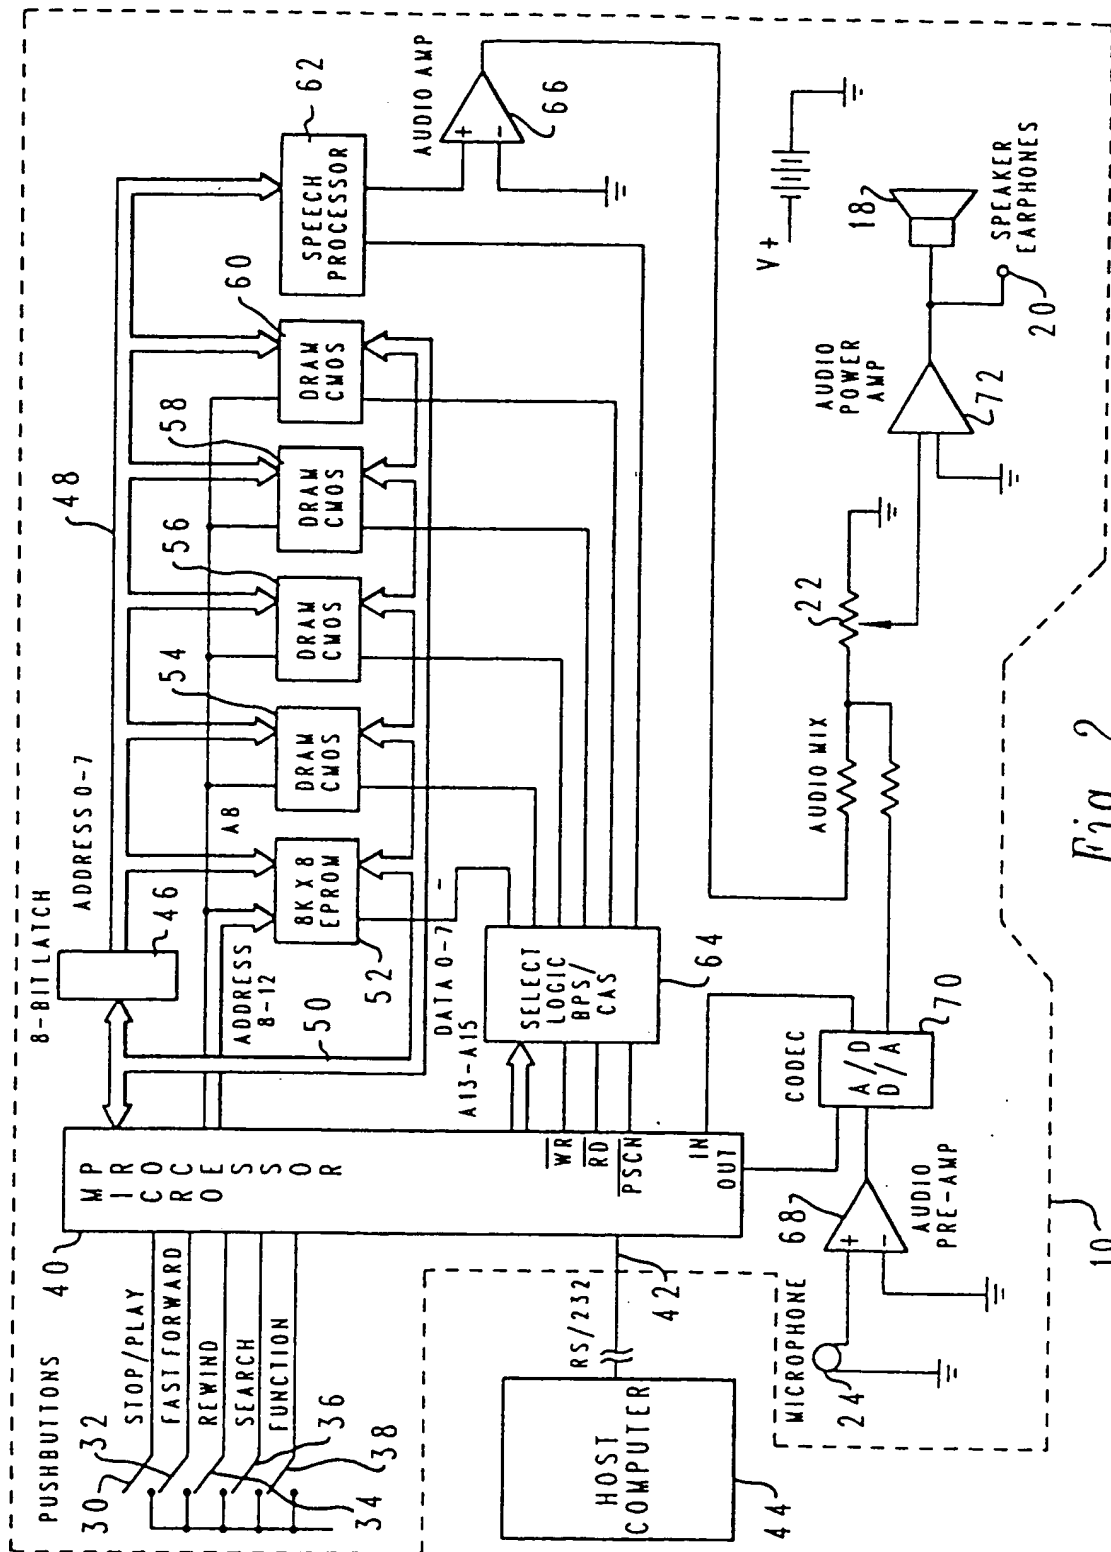 PUSHBUTTONS
30
32
STOP/PLAY
FAST FORWARD
REWIND
SEARCH
FUNCTION
34
36
38
40
MICROPROCESSOR
8-BIT LATCH
46
ADDRESS 0-7
48
ADDRESS
8-12
A8
50
8K X 8
EPROM
52
DRAM
CMOS
54
DRAM
CMOS
56
DRAM
CMOS
58
DRAM
CMOS
60
SPEECH
PROCESSOR
62
DATA 0-7
A13-A15
WR
RD
PSCN
IN
OUT
SELECT
LOGIC
BPS/
CAS
64
AUDIO AMP
+
-
66
HOST
COMPUTER
44
RS/232
42
MICROPHONE
24
68
+
-
AUDIO
PRE-AMP
CODEC
A/D
D/A
70
AUDIO MIX
22
AUDIO
POWER
AMP
72
V+
18
20
SPEAKER
EARPHONES
10
Fig. 2